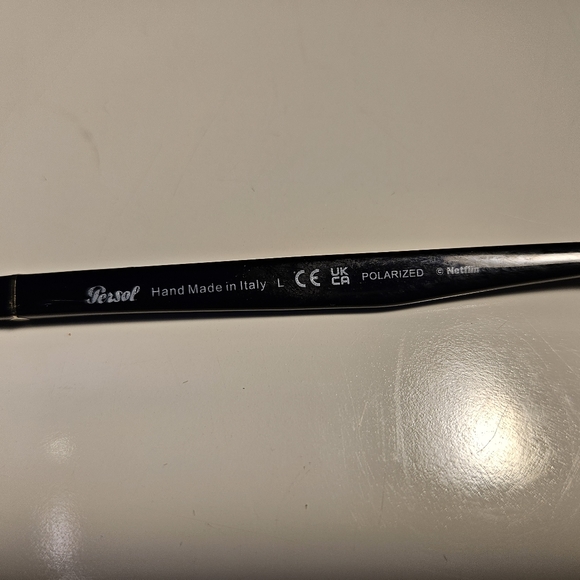 Persol Hand Made in Italy L CE UK CA POLARIZED © Netflix